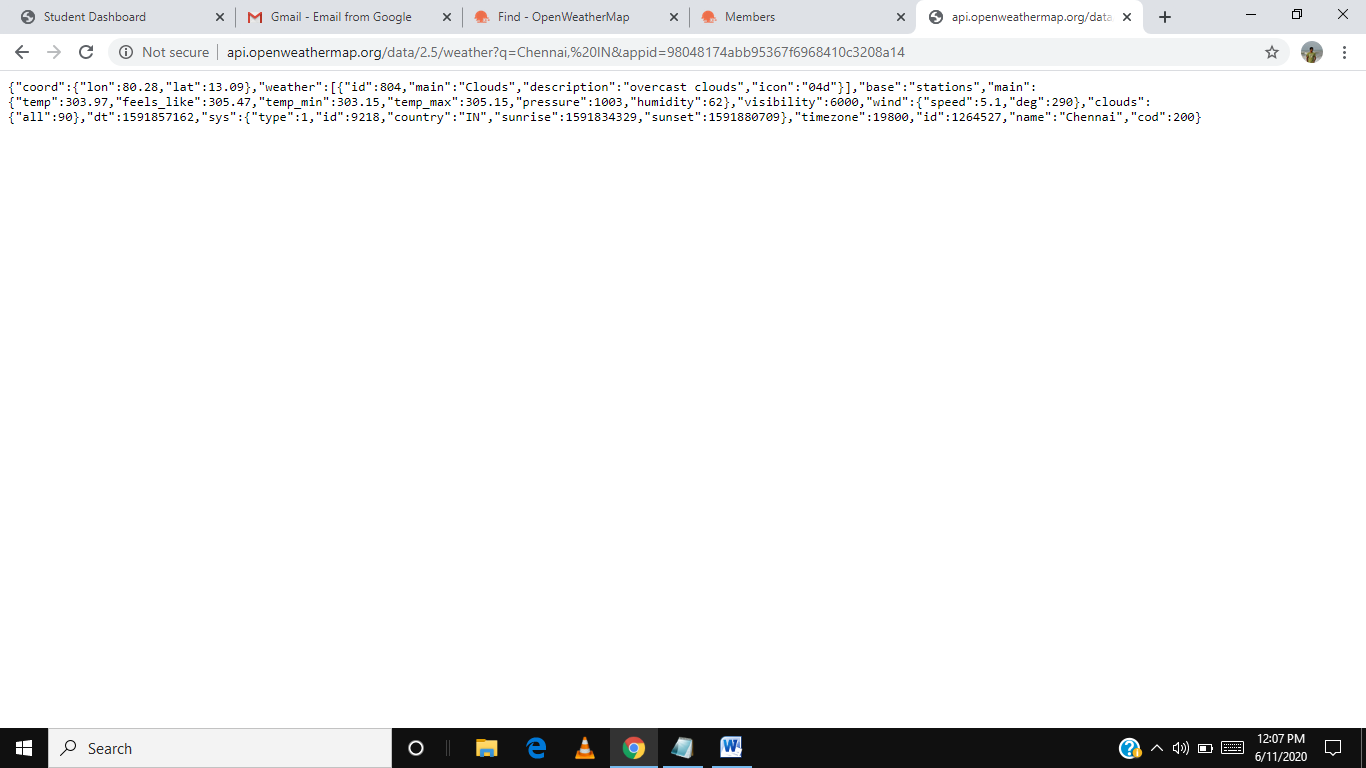 Student Dashboard
Gmail - Email from Google
Find - OpenWeatherMap
Members
api.openweathermap.org/data
Not secure
api.openweathermap.org/data/2.5/weather?q=Chennai,%20IN&appid=98048174abb95367f6968410c3208a14
{"coord":{"lon":80.28,"lat":13.09},"weather":[{"id":804,"main":"Clouds","description":"overcast clouds","icon":"04d"}],"base":"stations","main":
{"temp":303.97,"feels_like":305.47,"temp_min":303.15,"temp_max":305.15,"pressure":1003,"humidity":62},"visibility":6000,"wind":{"speed":5.1,"deg":290},"clouds":
{"all":90},"dt":1591857162,"sys":{"type":1,"id":9218,"country":"IN","sunrise":1591834329,"sunset":1591880709},"timezone":19800,"id":1264527,"name":"Chennai","cod":200}
Search
12:07 PM
6/11/2020